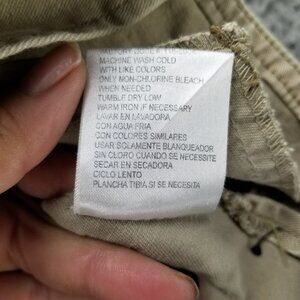 MACHINE WASH COLD
WITH LIKE COLORS
ONLY NON-CHLORINE BLEACH
WHEN NEEDED
TUMBLE DRY LOW
WARM IRON IF NECESSARY
LAVAR EN LAVADORA
CON AGUA FRIA
CON COLORES SIMILARES
USAR SOLAMENTE BLANQUEADOR
SIN CLORO CUANDO SE NECESITE
SECAR EN SECADORA
CICLO LENTO
PLANCHA TIBIA SI SE NECESITA